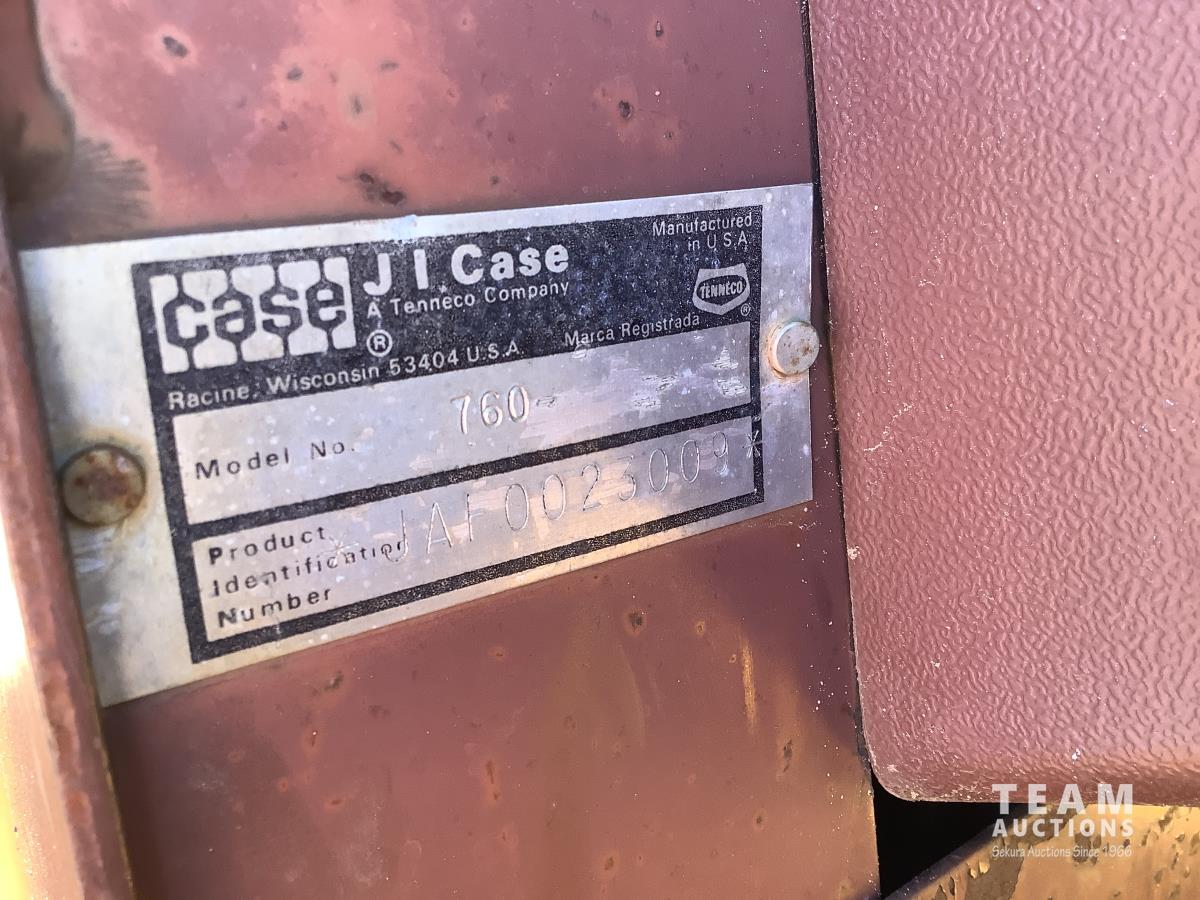 case
J I. Case
A Tenneco Company
®
Manufactured
in U.S.A.
TENNECO
®
Racine, Wisconsin 53404 U.S.A.
Marca Registrada
Model No. 760
Product
Identification
Number
*JAF0023009*
TEAM
AUCTIONS
Sekura Auctions Since 1966